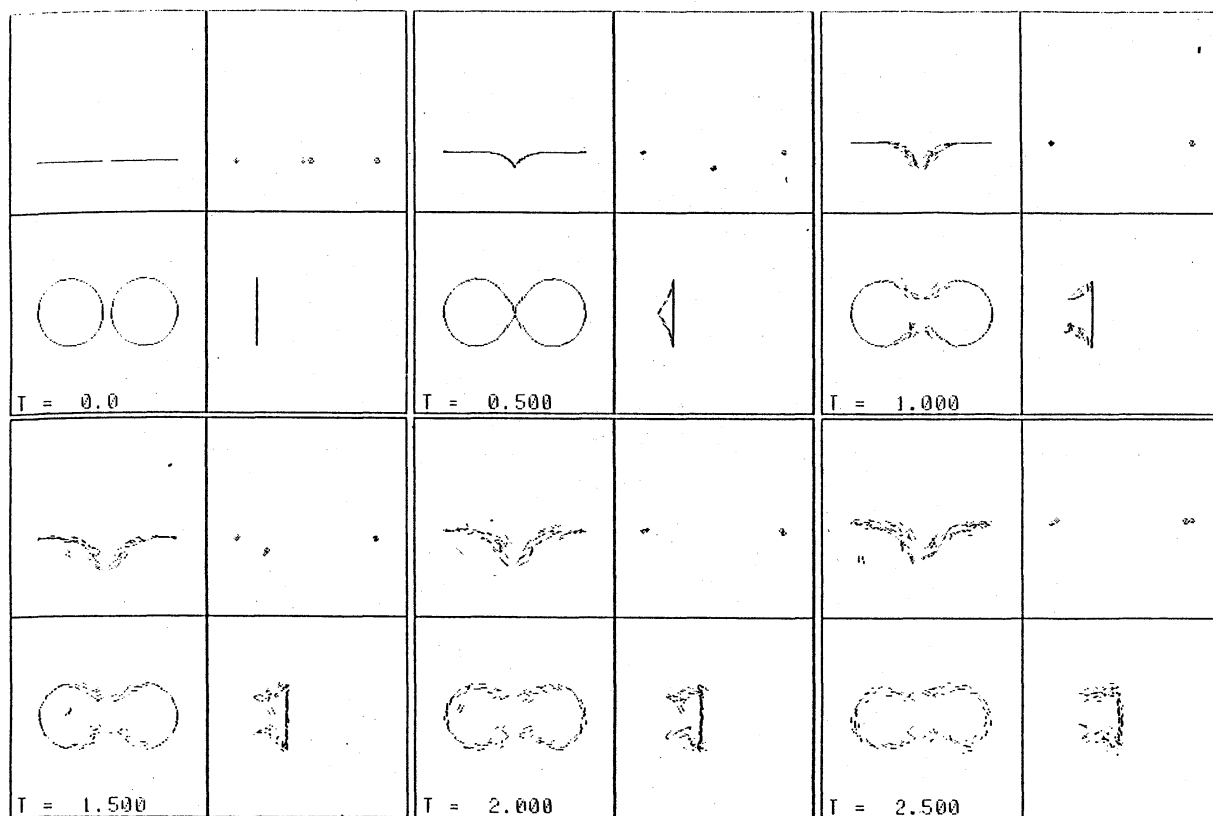 T = 0.0
T = 0.500
T = 1.000
T = 1.500
T = 2.000
T = 2.500